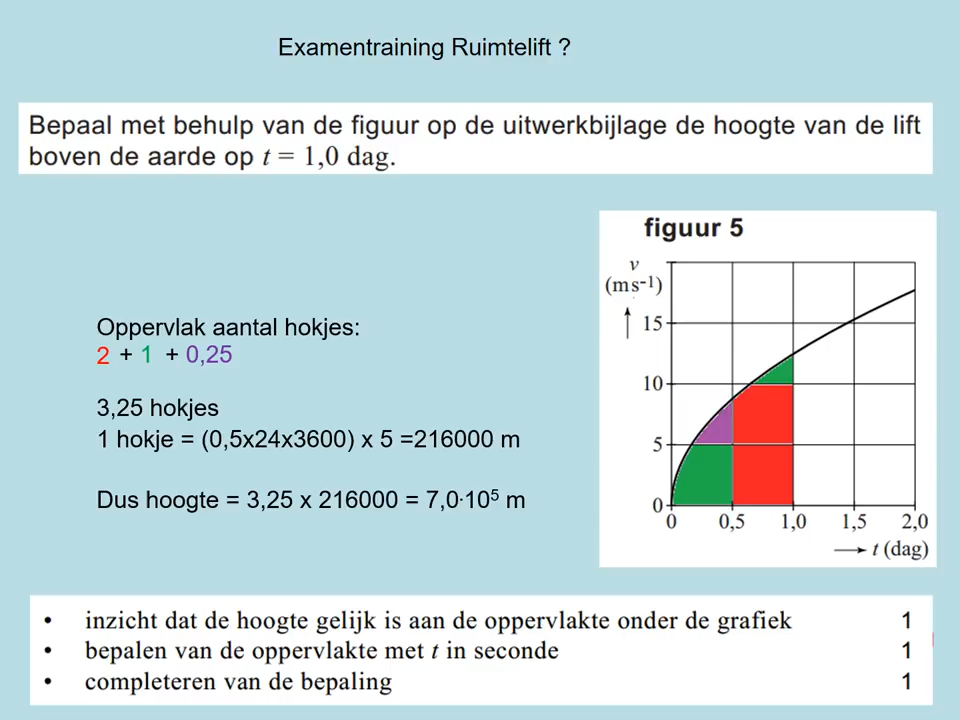 Examentraining Ruimtelift ?
Bepaal met behulp van de figuur op de uitwerkbijlage de hoogte van de lift
boven de aarde op t = 1,0 dag.
Oppervlak aantal hokjes:
2 + 1 + 0,25
3,25 hokjes
1 hokje = (0,5x24x3600) x 5 =216000 m
Dus hoogte = 3,25 x 216000 = 7,0·10⁵ m
figuur 5
v
(m s⁻¹)
15
10
5
0
0 0,5 1,0 1,5 2,0
t (dag)
• inzicht dat de hoogte gelijk is aan de oppervlakte onder de grafiek 1
• bepalen van de oppervlakte met t in seconde 1
• completeren van de bepaling 1